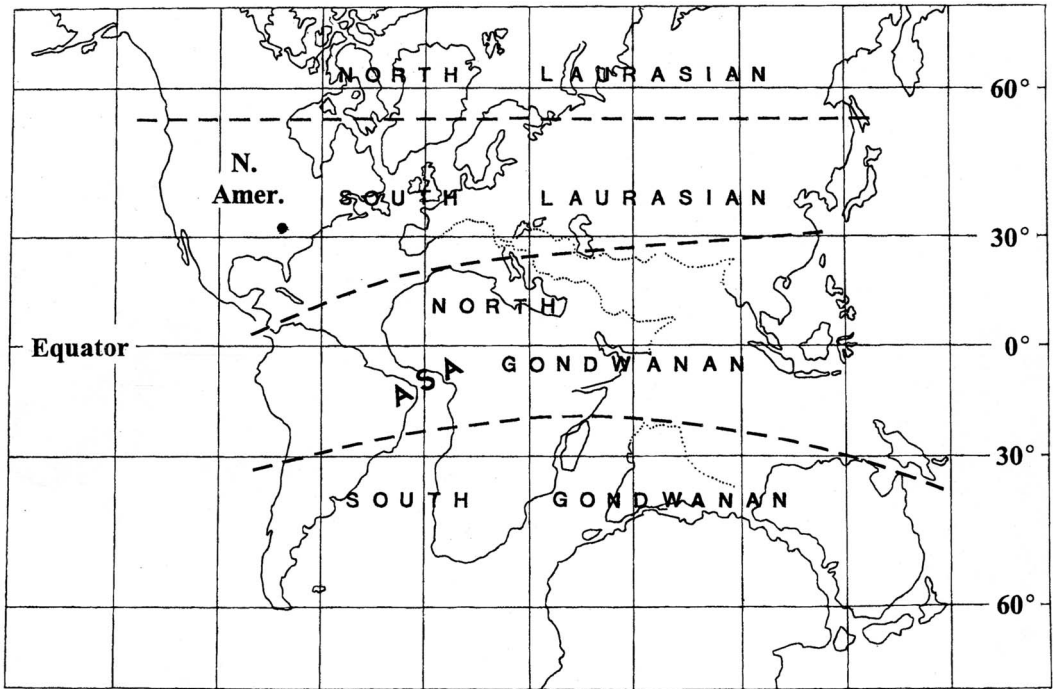 NORTH LAURASIAN
60°
N.
Amer.
SOUTH LAURASIAN
30°
NORTH
Equator
0°
GONDWANAN
ASA
30°
SOUTH GONDWANAN
60°